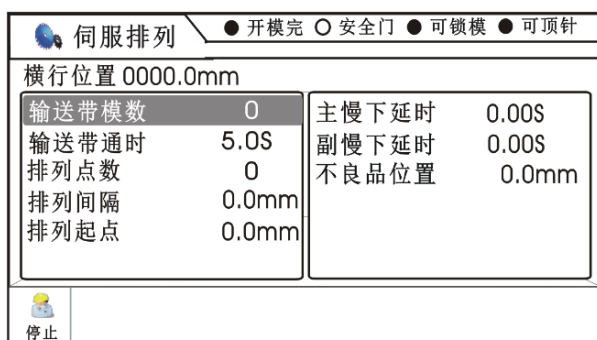 伺服排列 ● 开模完 ○ 安全门 ● 可锁模 ● 可顶针
横行位置 0000.0mm
输送带模数 0
输送带通时 5.0S
排列点数 0
排列间隔 0.0mm
排列起点 0.0mm
主慢下延时 0.00S
副慢下延时 0.00S
不良品位置 0.0mm
停止